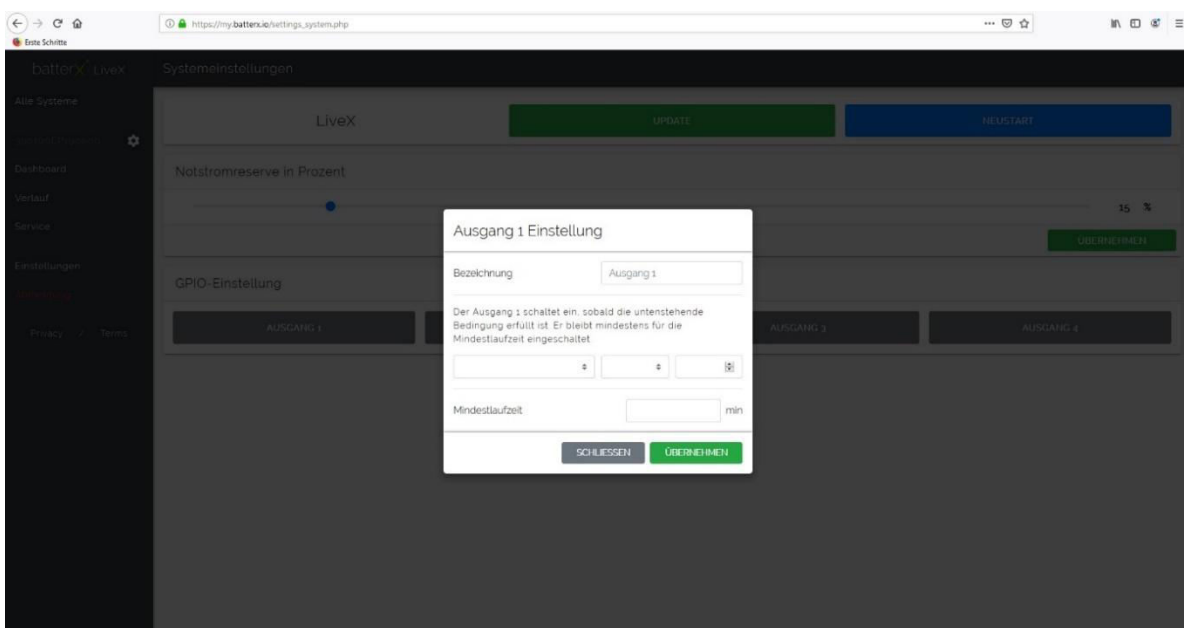 https://my.batterx.io/settings_system.php
Erste Schritte
batterx LiveX
Systemeinstellungen
Alle Systeme
LiveX
UPDATE
NEUSTART
Dashboard
Notstromreserve in Prozent
Verlauf
15 %
Service
ÜBERNEHMEN
Einstellungen
GPIO-Einstellung
AUSGANG 1
AUSGANG 3
AUSGANG 4
Privacy - Terms
Ausgang 1 Einstellung
Bezeichnung
Ausgang 1
Der Ausgang 1 schaltet ein, sobald die untenstehende
Bedingung erfüllt ist. Er bleibt mindestens für die
Mindestlaufzeit eingeschaltet
Mindestlaufzeit
min
SCHLIESSEN
ÜBERNEHMEN